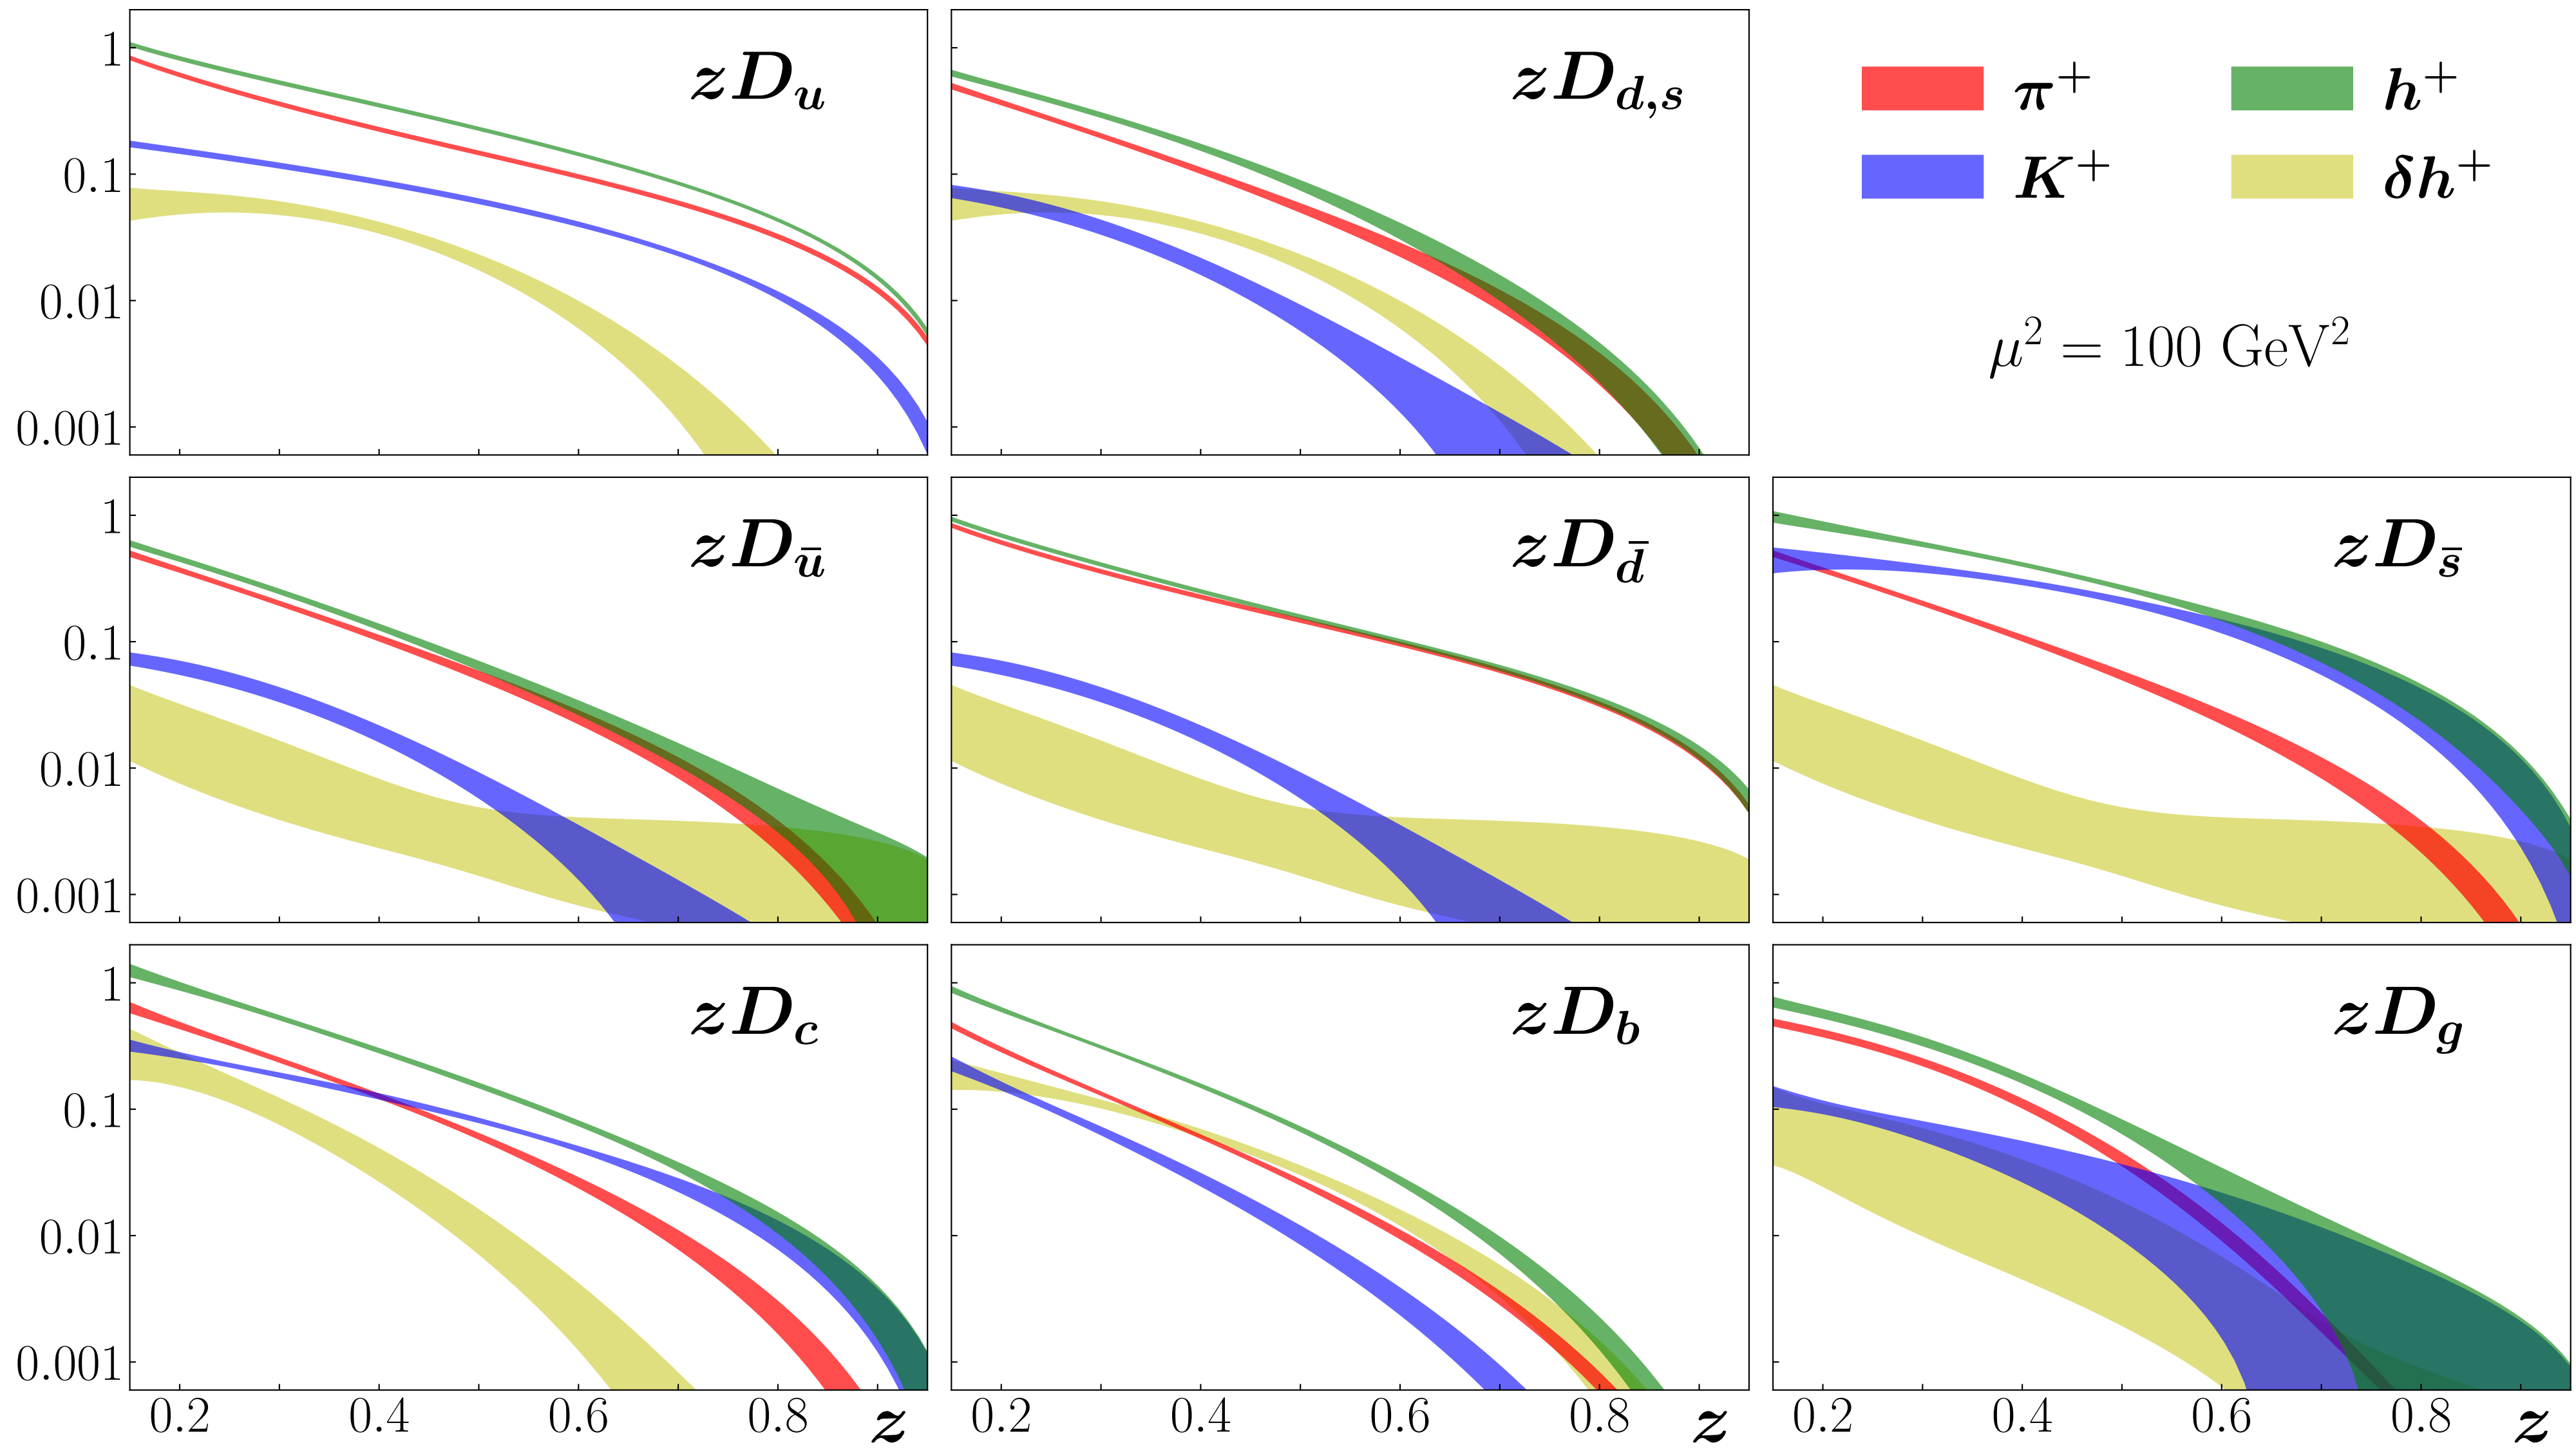 1
0.1
0.01
0.001
zD_u
zD_{d,s}
π⁺
h⁺
K⁺
δh⁺
μ² = 100 GeV²
1
0.1
0.01
0.001
zD_ū
zD_d̄
zD_s̄
1
0.1
0.01
0.001
zD_c
zD_b
zD_g
0.2 0.4 0.6 0.8 z
0.2 0.4 0.6 0.8 z
0.2 0.4 0.6 0.8 z